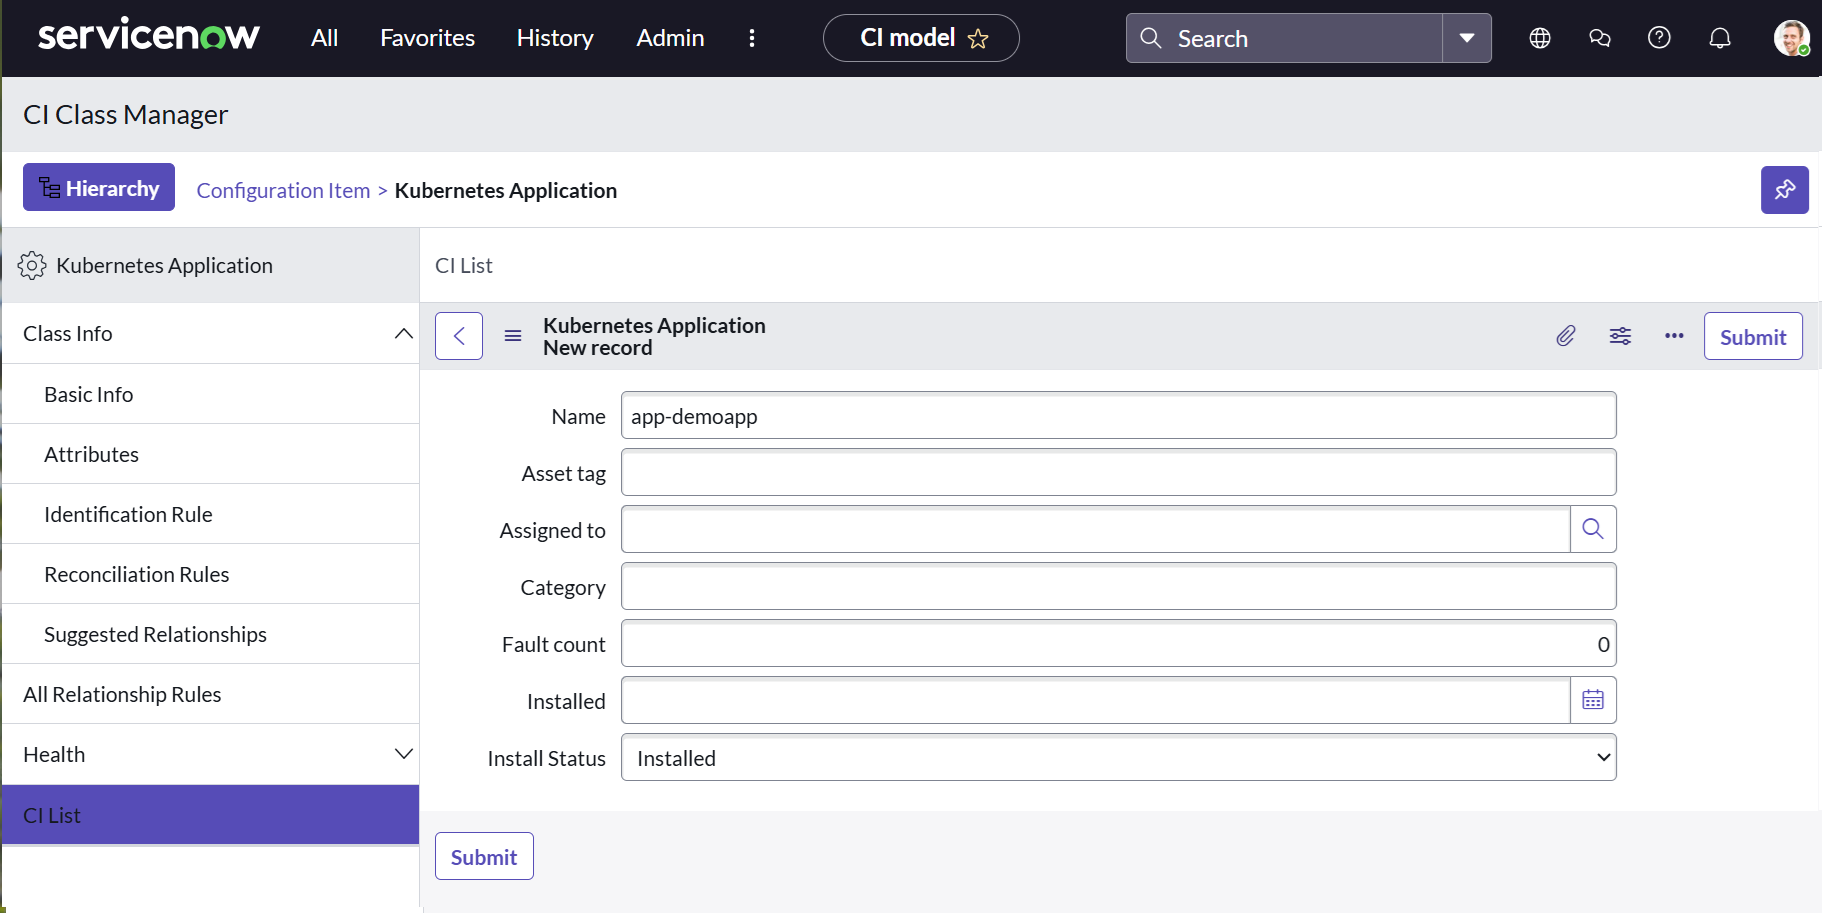 servicenow All Favorites History Admin CI model Search
CI Class Manager
Hierarchy Configuration Item > Kubernetes Application
Kubernetes Application
CI List
Class Info
Basic Info
Attributes
Identification Rule
Reconciliation Rules
Suggested Relationships
All Relationship Rules
Health
CI List
Kubernetes Application
New record
Submit
Name app-demoapp
Asset tag
Assigned to
Category
Fault count 0
Installed
Install Status Installed
Submit